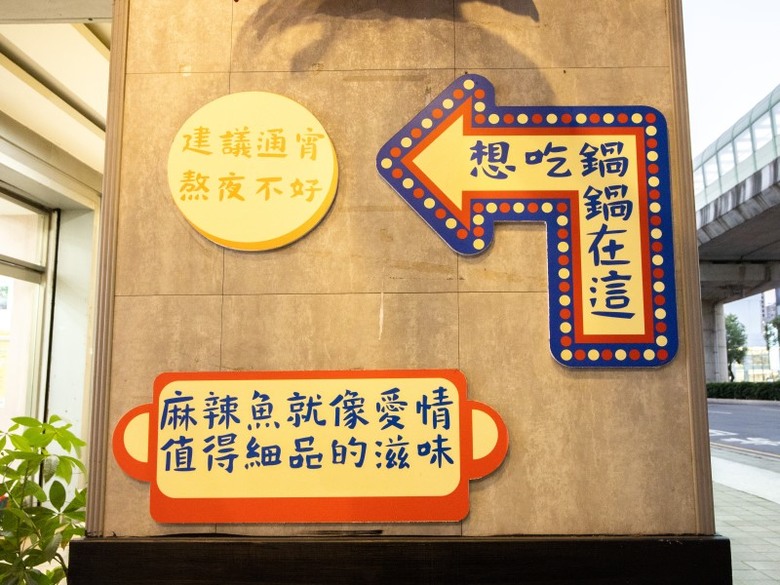 建議通宵
熬夜不好
想吃鍋
鍋在這
麻辣魚就像愛情
值得細品的滋味